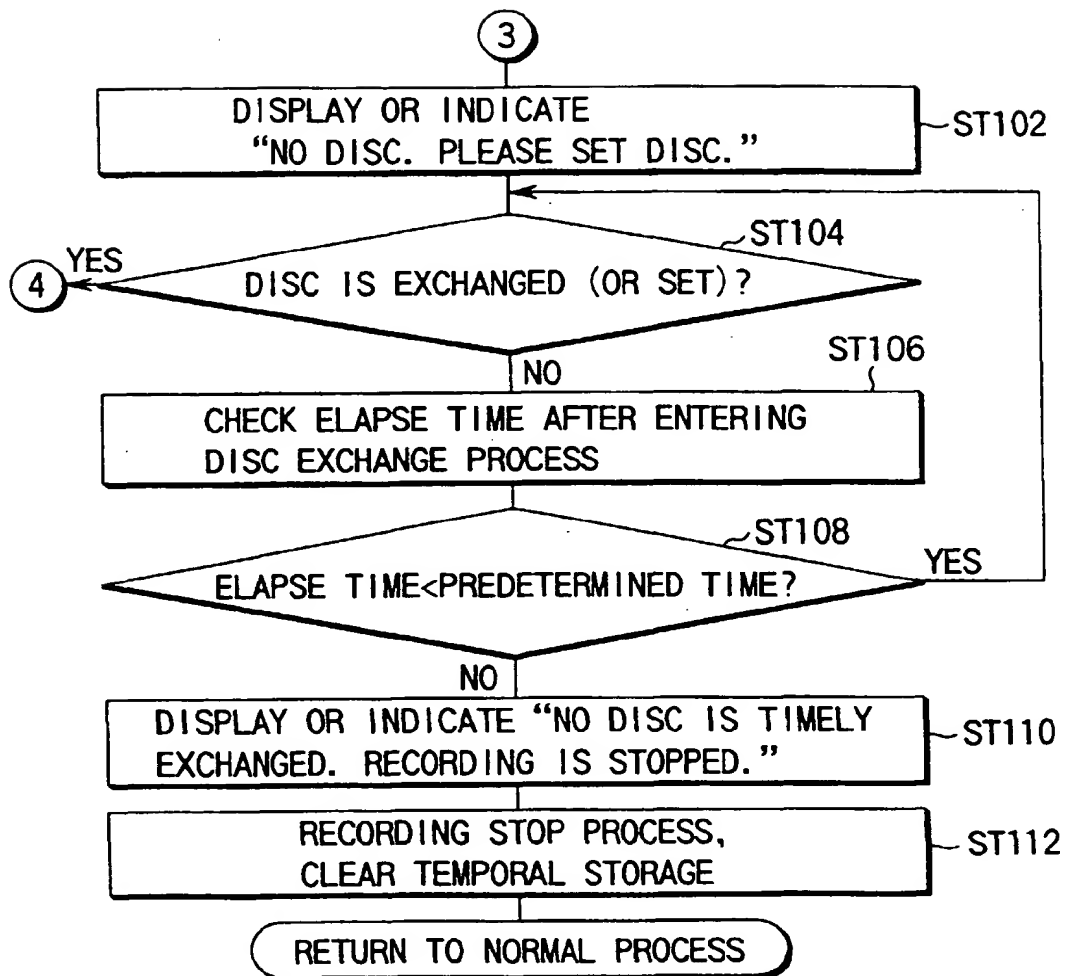 3
DISPLAY OR INDICATE
“NO DISC. PLEASE SET DISC.”
ST102
ST104
YES
4
DISC IS EXCHANGED (OR SET)?
NO
ST106
CHECK ELAPSE TIME AFTER ENTERING
DISC EXCHANGE PROCESS
ST108
YES
ELAPSE TIME<PREDETERMINED TIME?
NO
DISPLAY OR INDICATE “NO DISC IS TIMELY
EXCHANGED. RECORDING IS STOPPED.”
ST110
RECORDING STOP PROCESS,
CLEAR TEMPORAL STORAGE
ST112
RETURN TO NORMAL PROCESS